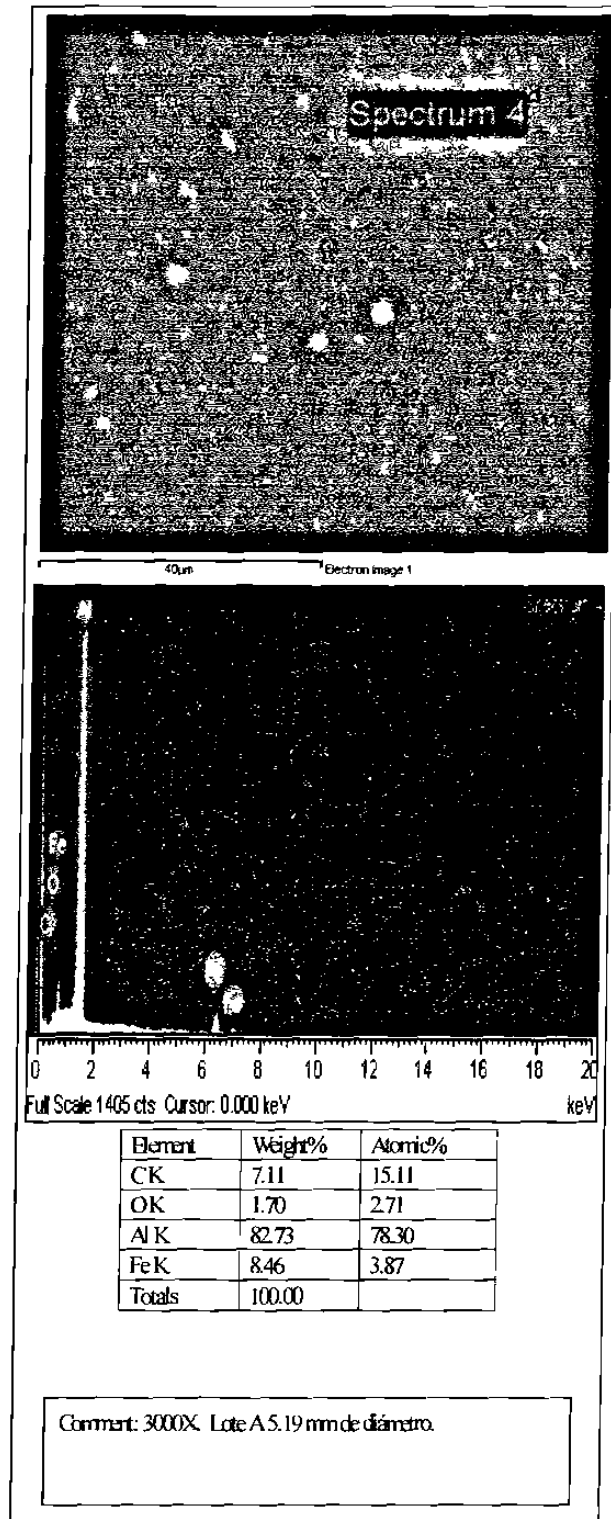 Spectrum 4
40µm Electron Image 1
Fe
O
C
0 2 4 6 8 10 12 14 16 18 20
Full Scale 1405 cts Cursor: 0.000 keV keV
Element Weight% Atomic%
C K 7.11 15.11
O K 1.70 2.71
Al K 82.73 78.30
Fe K 8.46 3.87
Totals 100.00
Comment: 3000X. Lote A 5.19 mm de diámetro.